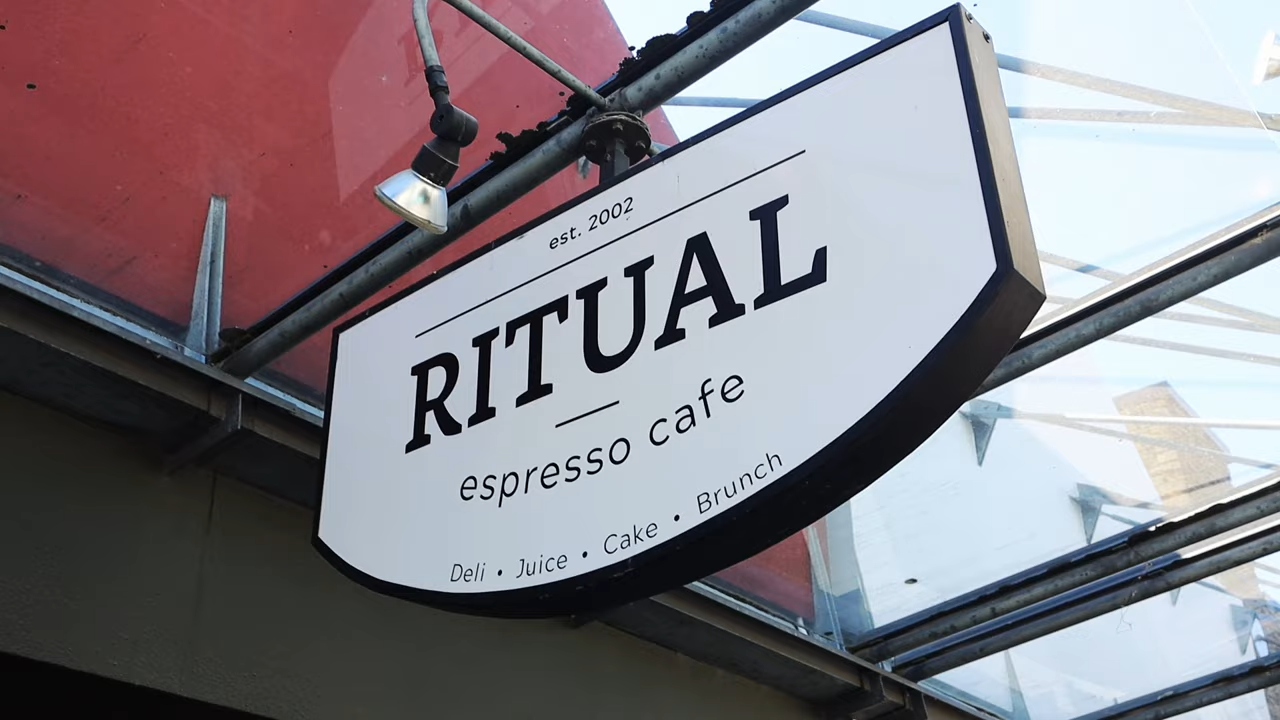 est. 2002
RITUAL
espresso cafe
Deli • Juice • Cake • Brunch